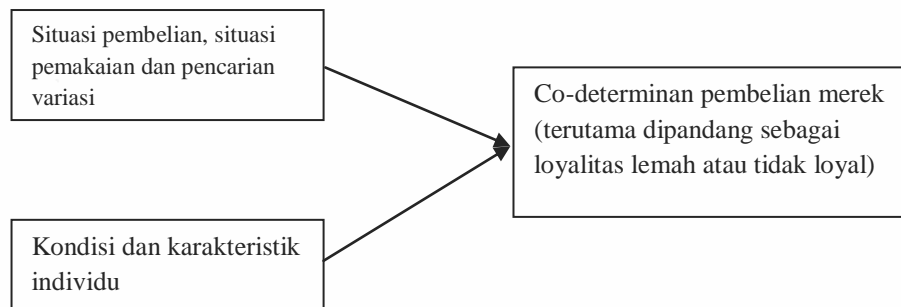 Situasi pembelian, situasi
pemakaian dan pencarian
variasi
Co-determinan pembelian merek
(terutama dipandang sebagai
loyalitas lemah atau tidak loyal)
Kondisi dan karakteristik
individu